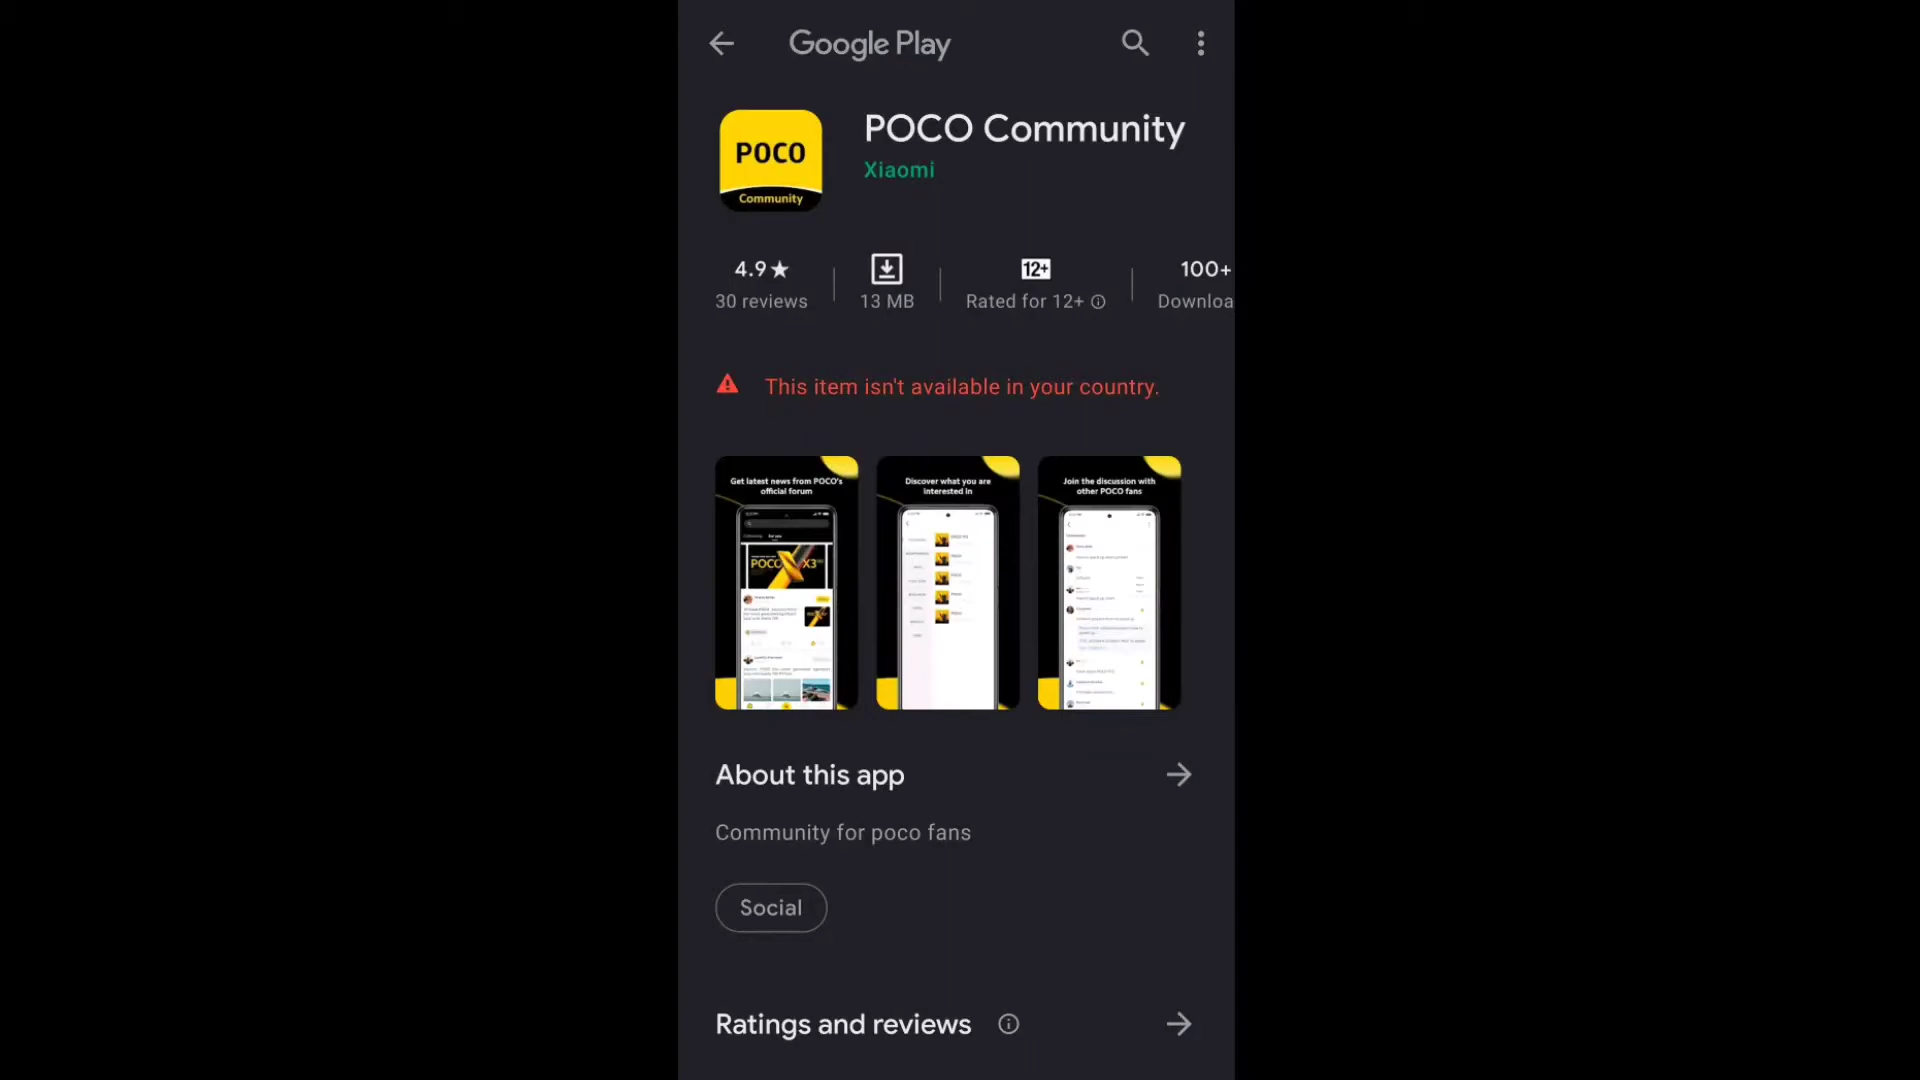 Google Play
POCO Community
Xiaomi
POCO
Community
4.9★
30 reviews
13 MB
12+
Rated for 12+
100+
Downloa
This item isn't available in your country.
Get latest news from POCO's
official forum
POCO X3
Discover what you are
interested in
Join the discussion with
other POCO fans
About this app
Community for poco fans
Social
Ratings and reviews